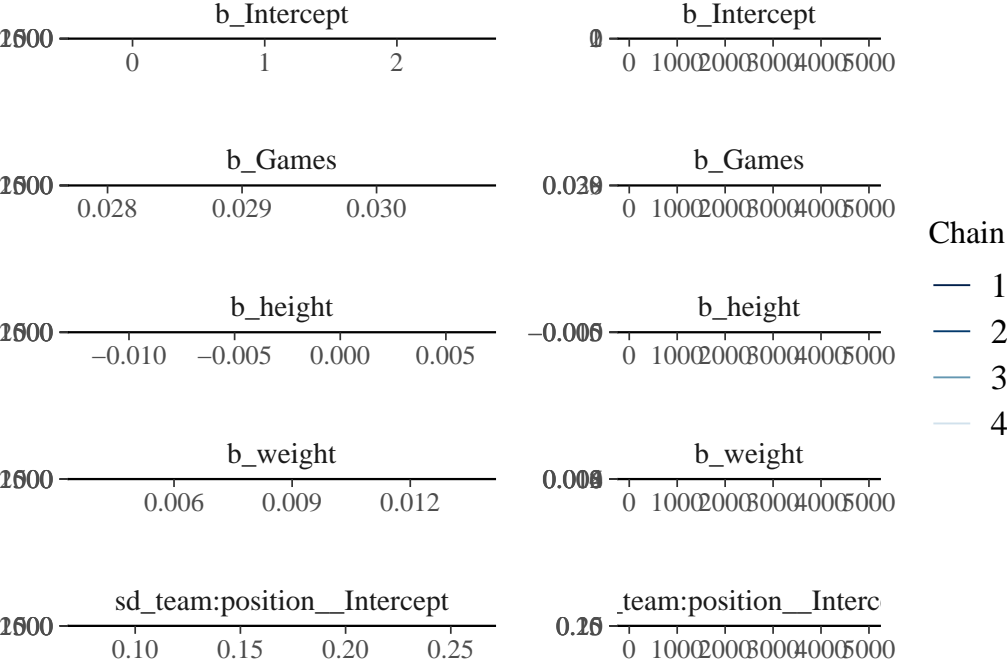 b_Intercept
b_Intercept
0 1 2
0 1000 2000 3000 4000 5000
b_Games
b_Games
0.028 0.029 0.030
0 1000 2000 3000 4000 5000
Chain
1
2
3
4
b_height
b_height
−0.010 −0.005 0.000 0.005
0 1000 2000 3000 4000 5000
b_weight
b_weight
0.006 0.009 0.012
0 1000 2000 3000 4000 5000
sd_team:position__Intercept
_team:position__Interc
0.10 0.15 0.20 0.25
0 1000 2000 3000 4000 5000